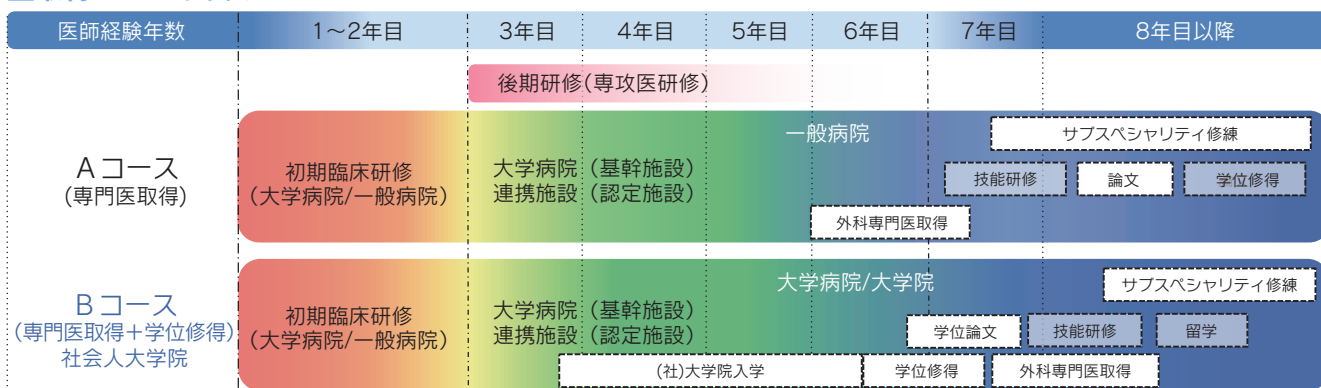 医師経験年数 1～2年目 3年目 4年目 5年目 6年目 7年目 8年目以降
後期研修(専攻医研修)
Aコース
(専門医取得)
初期臨床研修
(大学病院/一般病院)
大学病院 (基幹施設)
連携施設 (認定施設)
一般病院
サブスペシャリティ修練
技能研修 論文 学位修得
外科専門医取得
Bコース
(専門医取得＋学位修得)
社会人大学院
初期臨床研修
(大学病院/一般病院)
大学病院 (基幹施設)
連携施設 (認定施設)
大学病院/大学院
サブスペシャリティ修練
学位論文 技能研修 留学
(社)大学院入学 学位修得 外科専門医取得